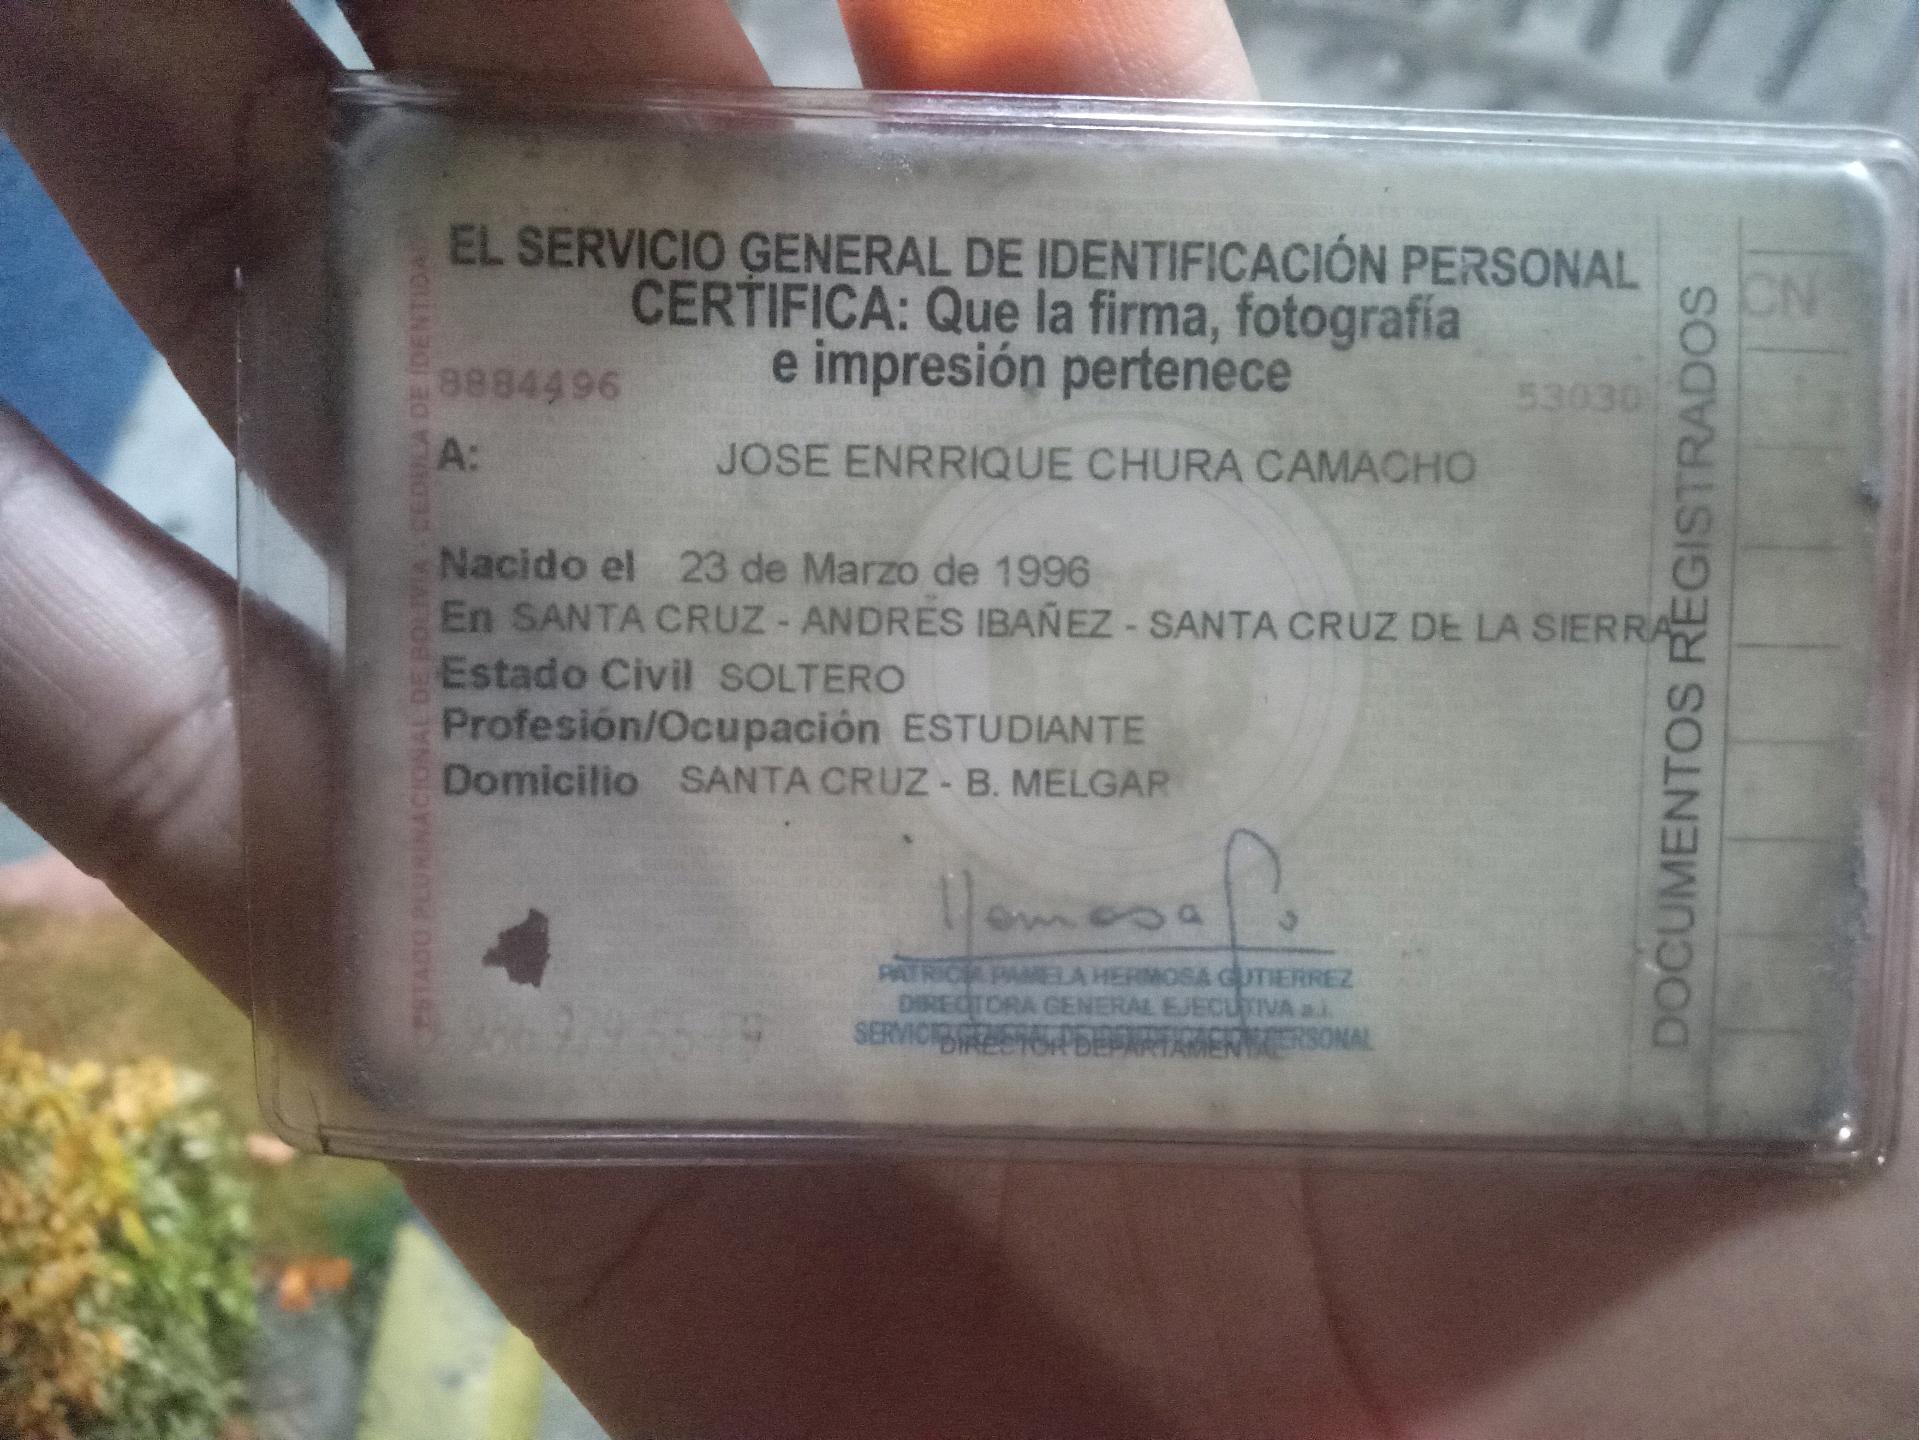 EL SERVICIO GENERAL DE IDENTIFICACIÓN PERSONAL
CERTIFICA: Que la firma, fotografía
e impresión pertenece
8884496
53030
A: JOSE ENRRIQUE CHURA CAMACHO
Nacido el 23 de Marzo de 1996
En SANTA CRUZ - ANDRÉS IBAÑEZ - SANTA CRUZ DE LA SIERRA
Estado Civil SOLTERO
Profesión/Ocupación ESTUDIANTE
Domicilio SANTA CRUZ - B. MELGAR
Hermosa
PATRICIA PAMELA HERMOSA GUTIERREZ
DIRECTORA GENERAL EJECUTIVA a.i.
SERVICIO GENERAL DE IDENTIFICACIÓN PERSONAL
DIRECTOR DEPARTAMENTAL
ESTADO PLURINACIONAL DE BOLIVIA - CEDULA DE IDENTIDAD
DOCUMENTOS REGISTRADOS
CN